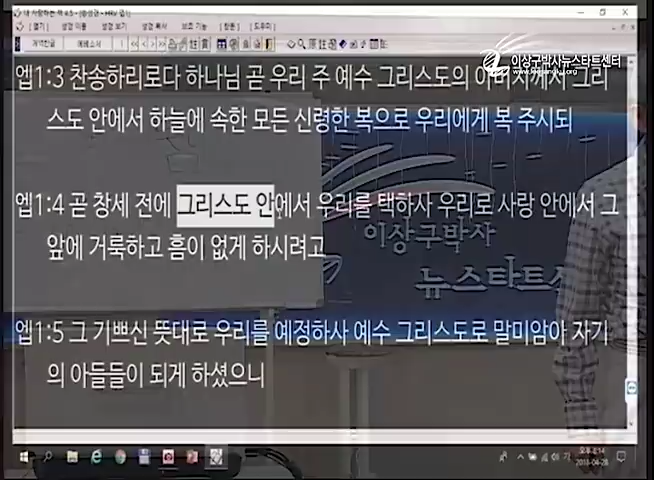 이상구박사뉴스타트센터
앱1:3 찬송하리로다 하나님 곧 우리 주 예수 그리스도의 아버지께서 그리
스도 안에서 하늘에 속한 모든 신령한 복으로 우리에게 복 주시되
앱1:4 곧 창세 전에 그리스도 안에서 우리를 택하사 우리로 사랑 안에서 그
앞에 거룩하고 흠이 없게 하시려고
이상구박사
뉴스타트
앱1:5 그 기쁘신 뜻대로 우리를 예정하사 예수 그리스도로 말미암아 자기
의 아들들이 되게 하셨으니
2018-04-28